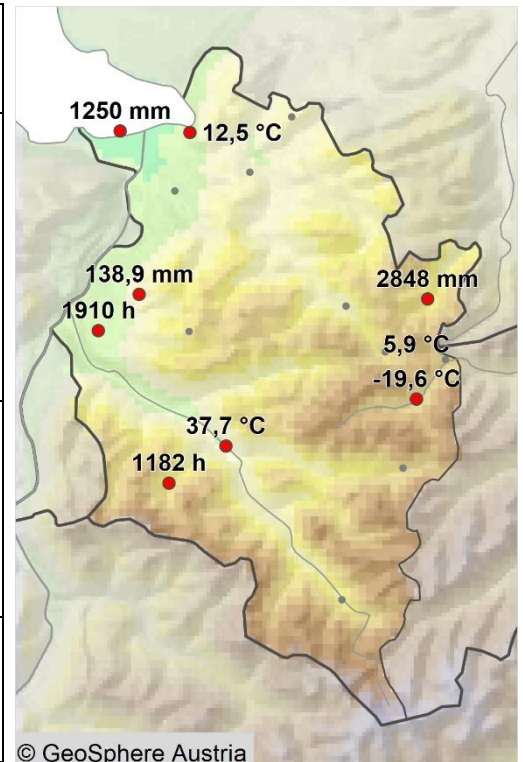 1250 mm
12,5 °C
138,9 mm
2848 mm
1910 h
5,9 °C
-19,6 °C
37,7 °C
1182 h
© GeoSphere Austria